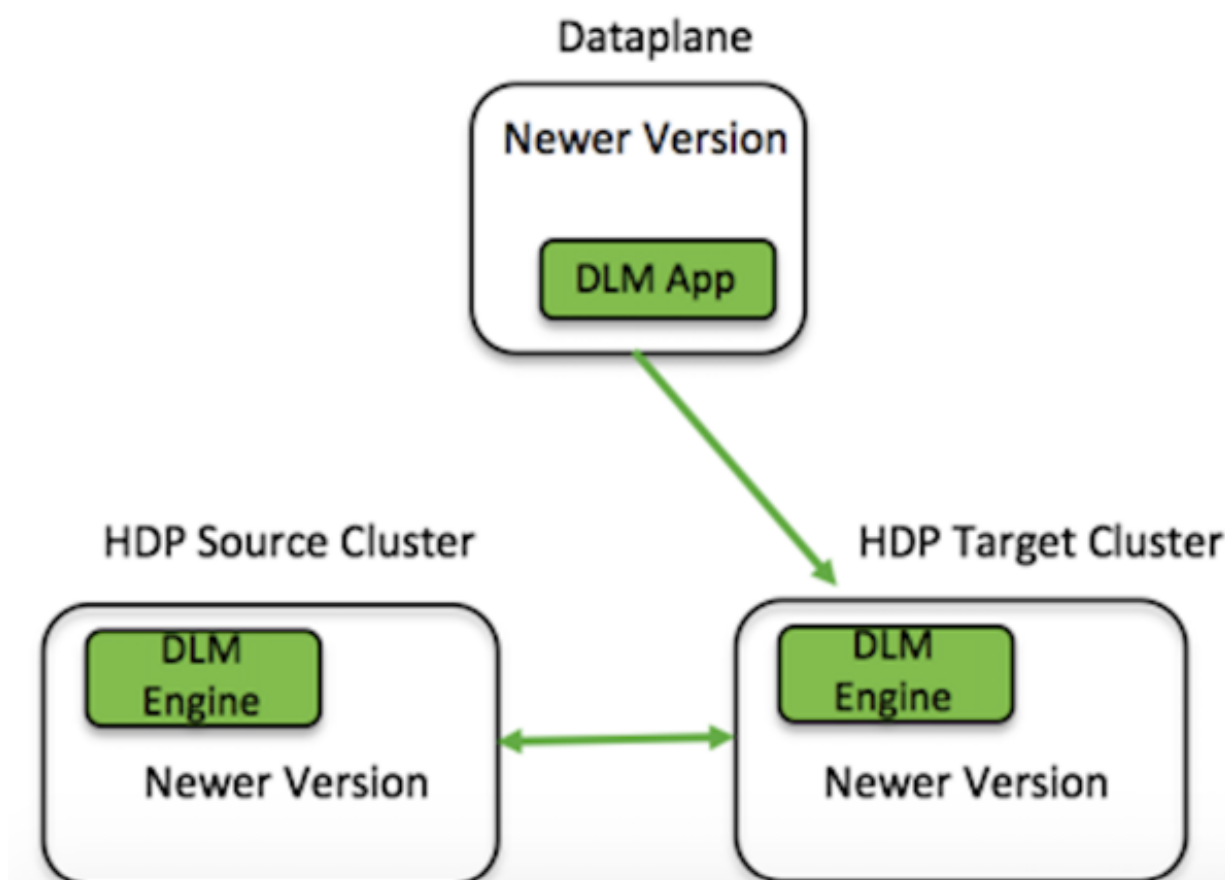 Dataplane
Newer Version
DLM App
HDP Source Cluster
DLM
Engine
Newer Version
HDP Target Cluster
DLM
Engine
Newer Version